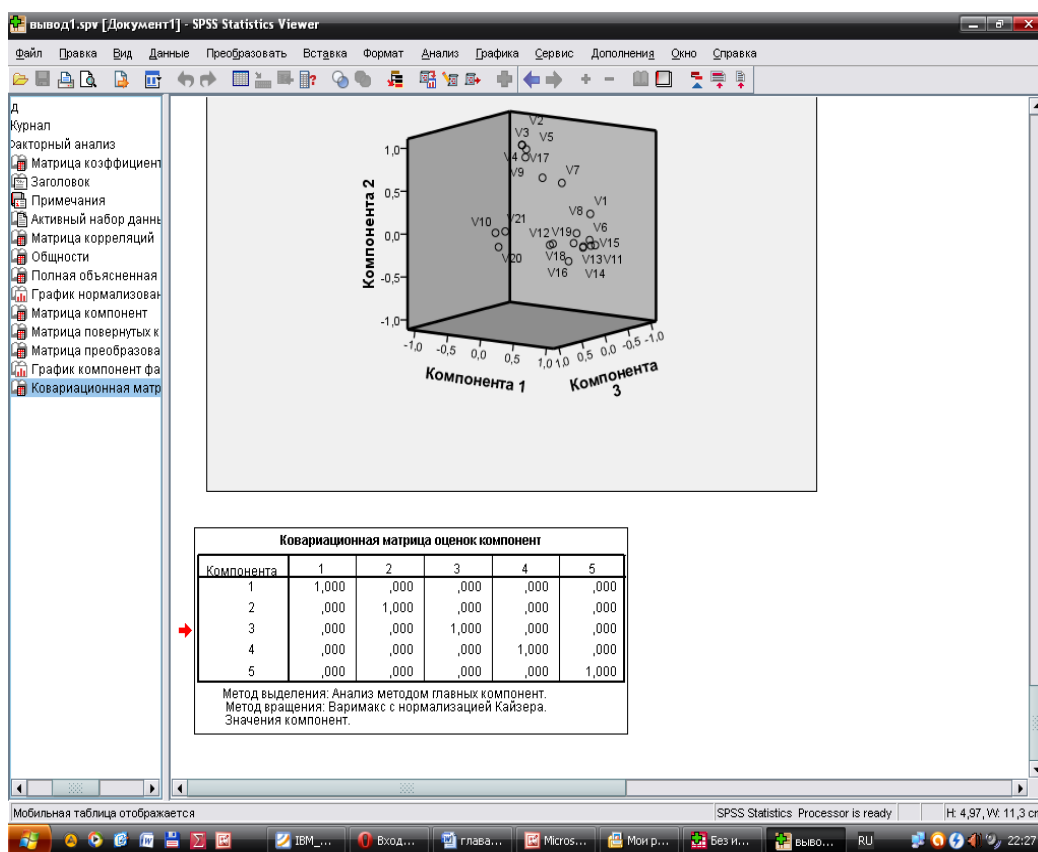 вывод1.spv [Документ1] - SPSS Statistics Viewer
Файл Правка Вид Данные Преобразовать Вставка Формат Анализ Графика Сервис Дополнения Окно Справка
д
Журнал
Факторный анализ
Матрица коэффициент
Заголовок
Примечания
Активный набор данны
Матрица корреляций
Общности
Полная объясненная
График нормализован
Матрица компонент
Матрица повернутых к
Матрица преобразова
График компонент фа
Ковариационная матр
V2
V3 V5
V4 V17
V9 V7
V1
V8
V10 V21 V12 V19 V6
V15
V20 V18 V13 V11
V16 V14
Компонента 2
1,0
0,5
0,0
-0,5
-1,0
-1,0 -0,5 0,0 0,5 1,0
1,0 0,5 0,0 -0,5 -1,0
Компонента 1
Компонента
3
Ковариационная матрица оценок компонент
Компонента 1 2 3 4 5
1 1,000 ,000 ,000 ,000 ,000
2 ,000 1,000 ,000 ,000 ,000
3 ,000 ,000 1,000 ,000 ,000
4 ,000 ,000 ,000 1,000 ,000
5 ,000 ,000 ,000 ,000 1,000
Метод выделения: Анализ методом главных компонент.
Метод вращения: Варимакс с нормализацией Кайзера.
Значения компонент.
Мобильная таблица отображается
SPSS Statistics Processor is ready
H: 4,97, W: 11,3 cm
IBM_... Вход... глава... Micros... Мои р... Без и... выво... RU 22:27